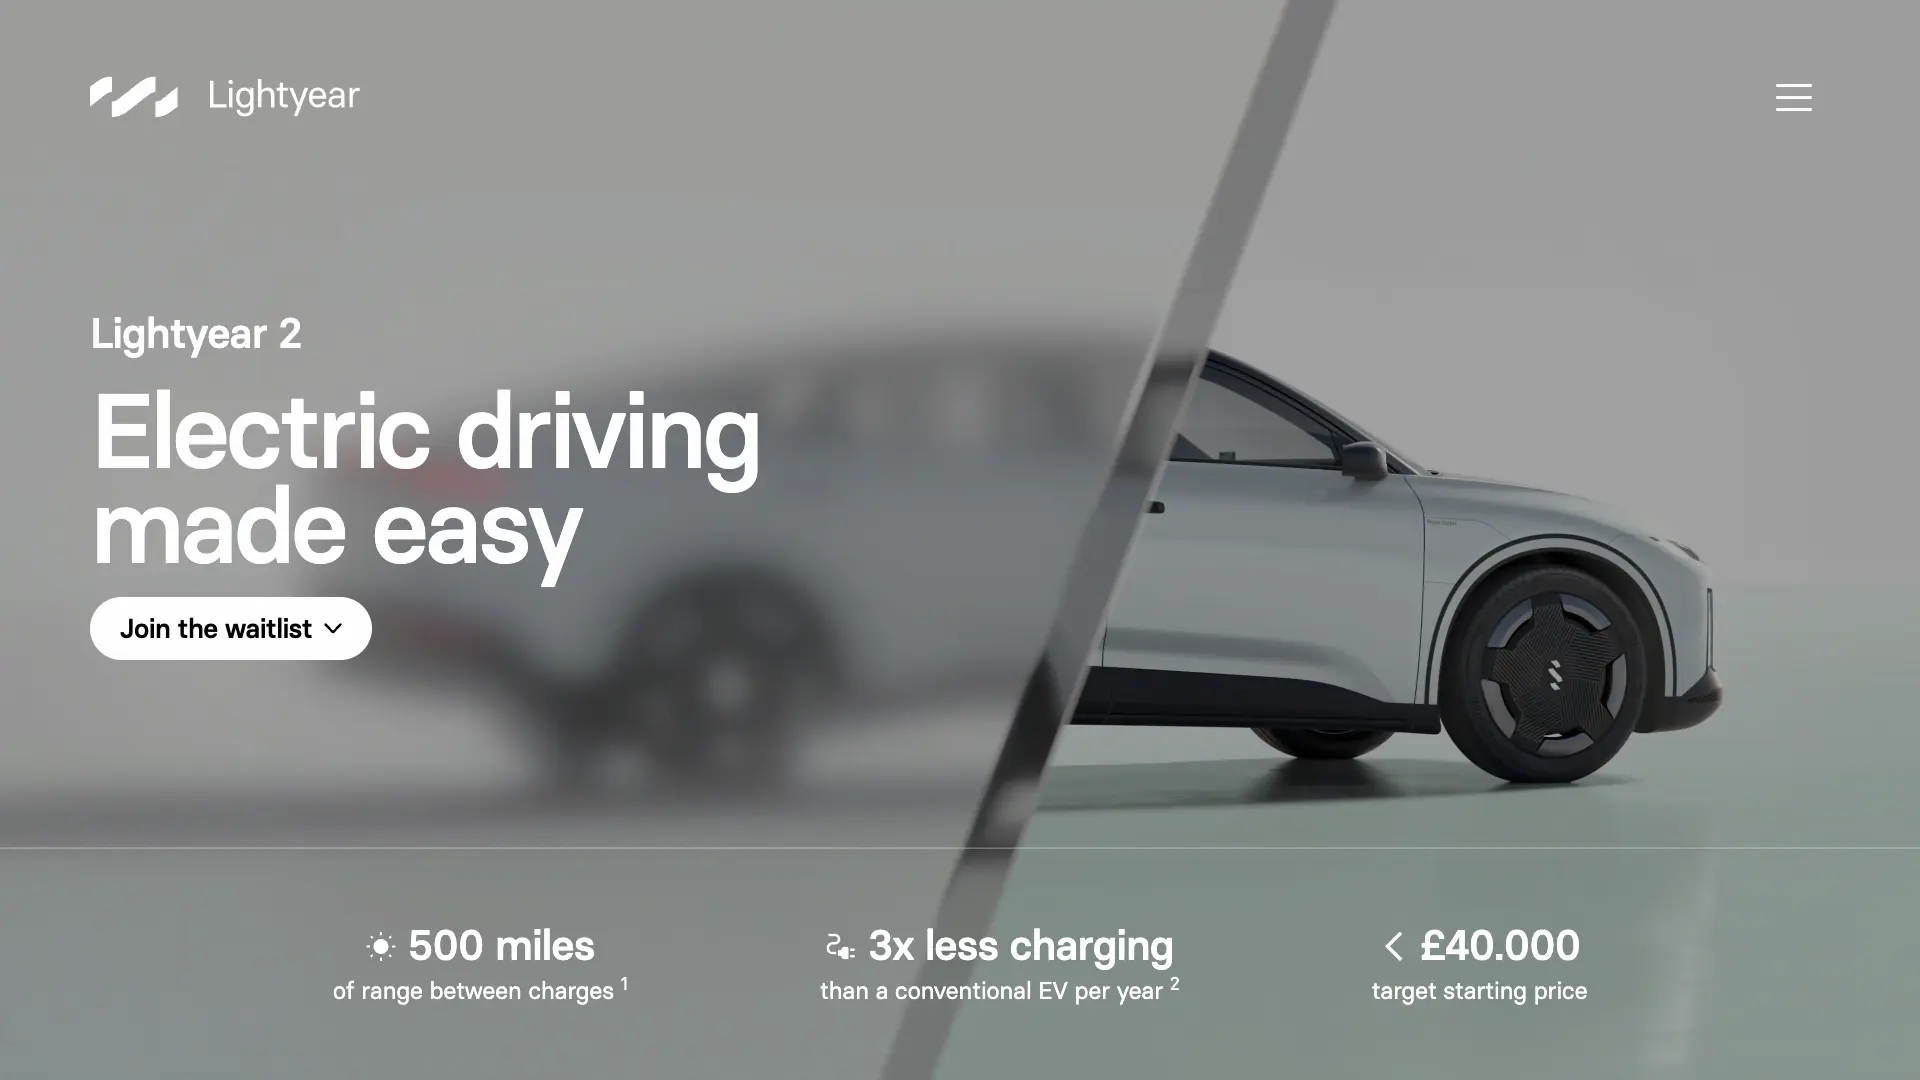 Lightyear
Lightyear 2
Electric driving
made easy
Join the waitlist
500 miles
of range between charges 1
3x less charging
than a conventional EV per year 2
< £40.000
target starting price